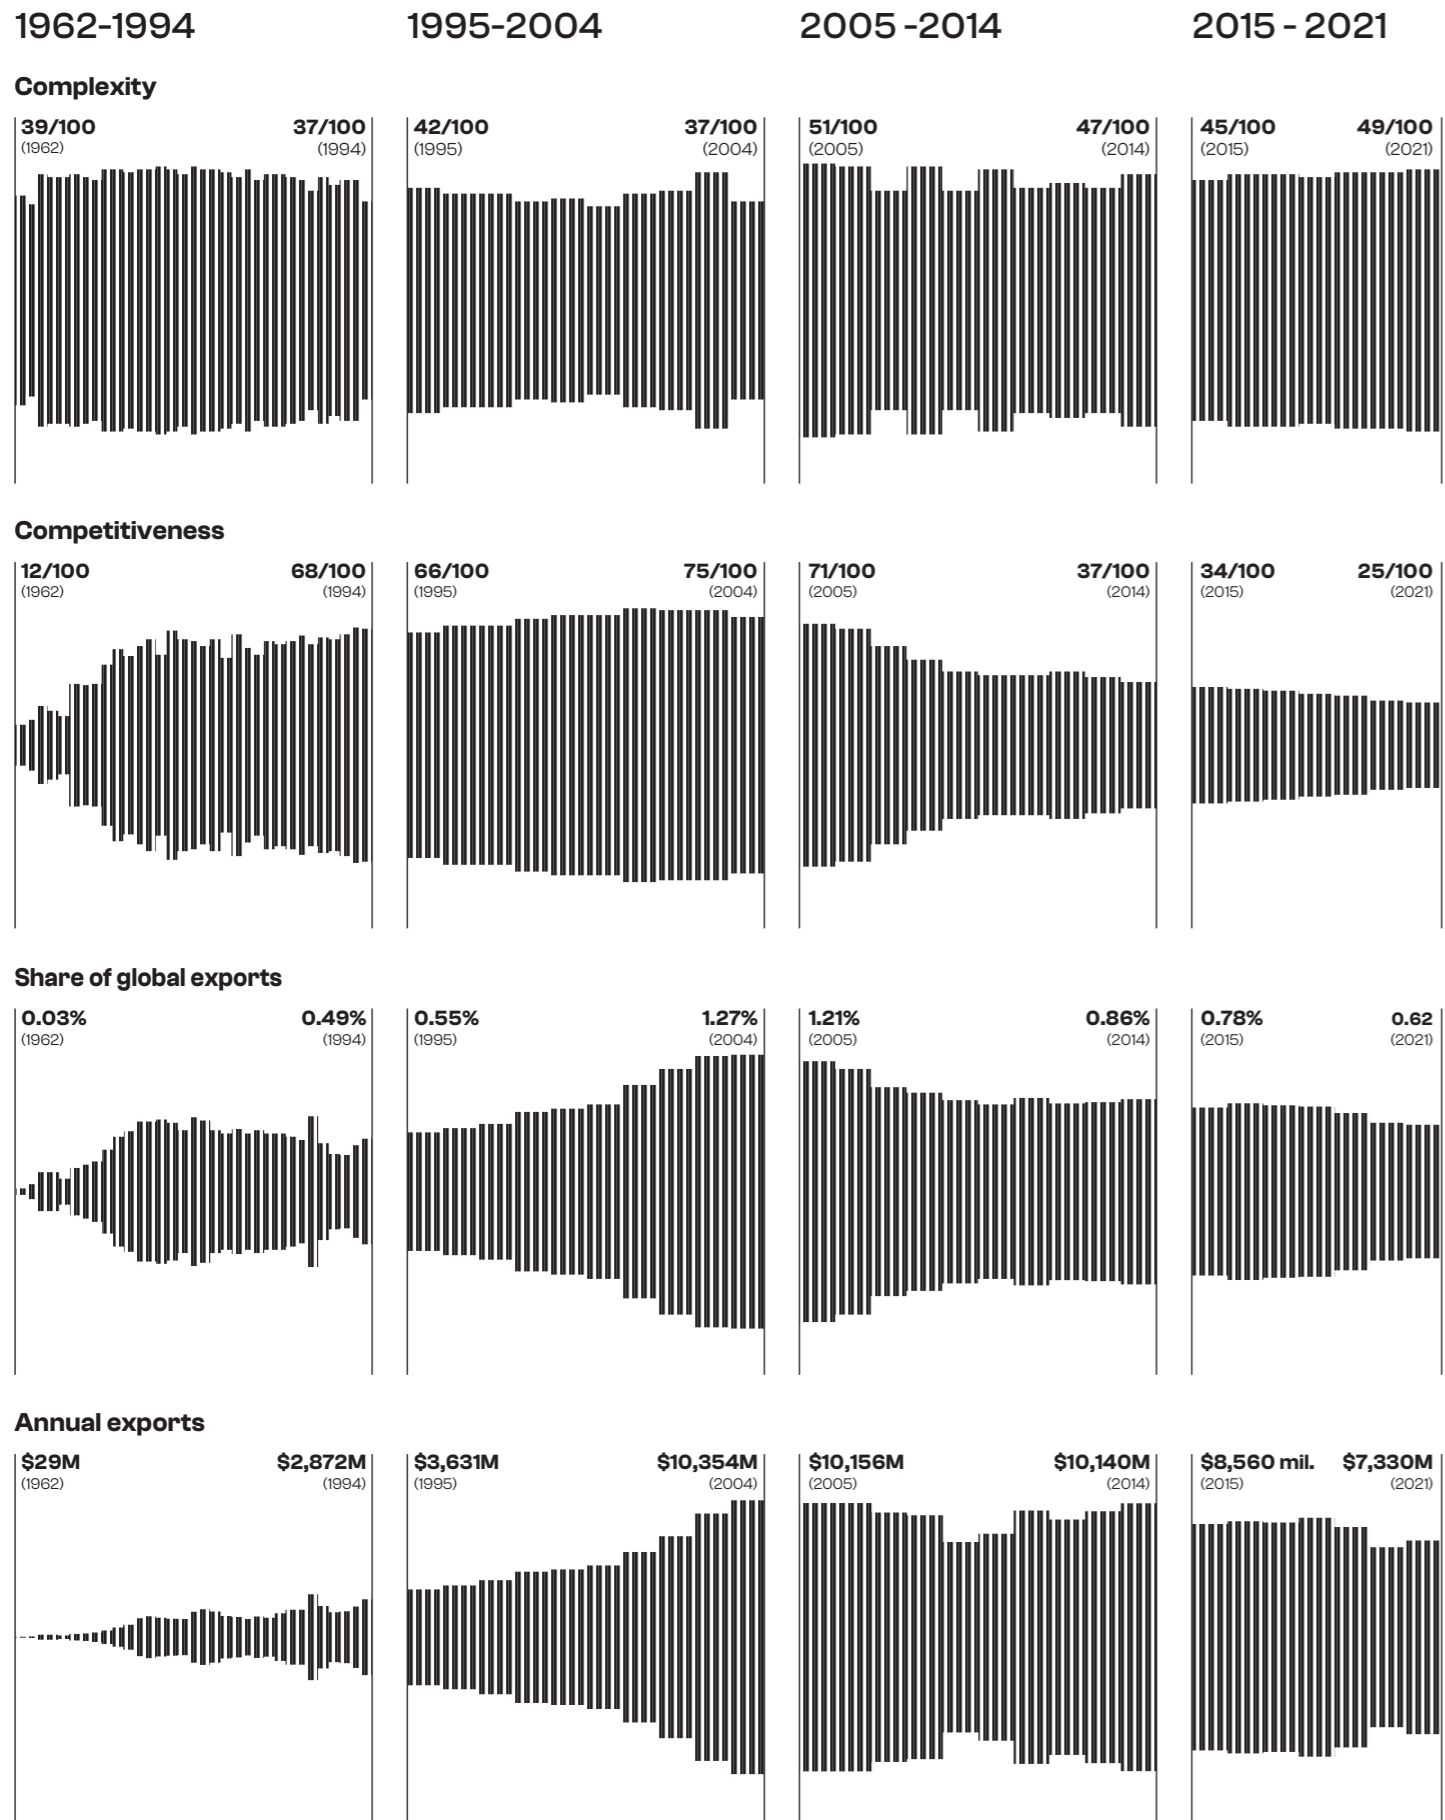 1962-1994 1995-2004 2005 -2014 2015 - 2021
Complexity
39/100 37/100 42/100 37/100 51/100 47/100 45/100 49/100
(1962) (1994) (1995) (2004) (2005) (2014) (2015) (2021)
Competitiveness
12/100 68/100 66/100 75/100 71/100 37/100 34/100 25/100
(1962) (1994) (1995) (2004) (2005) (2014) (2015) (2021)
Share of global exports
0.03% 0.49% 0.55% 1.27% 1.21% 0.86% 0.78% 0.62
(1962) (1994) (1995) (2004) (2005) (2014) (2015) (2021)
Annual exports
$29M $2,872M $3,631M $10,354M $10,156M $10,140M $8,560 mil. $7,330M
(1962) (1994) (1995) (2004) (2005) (2014) (2015) (2021)